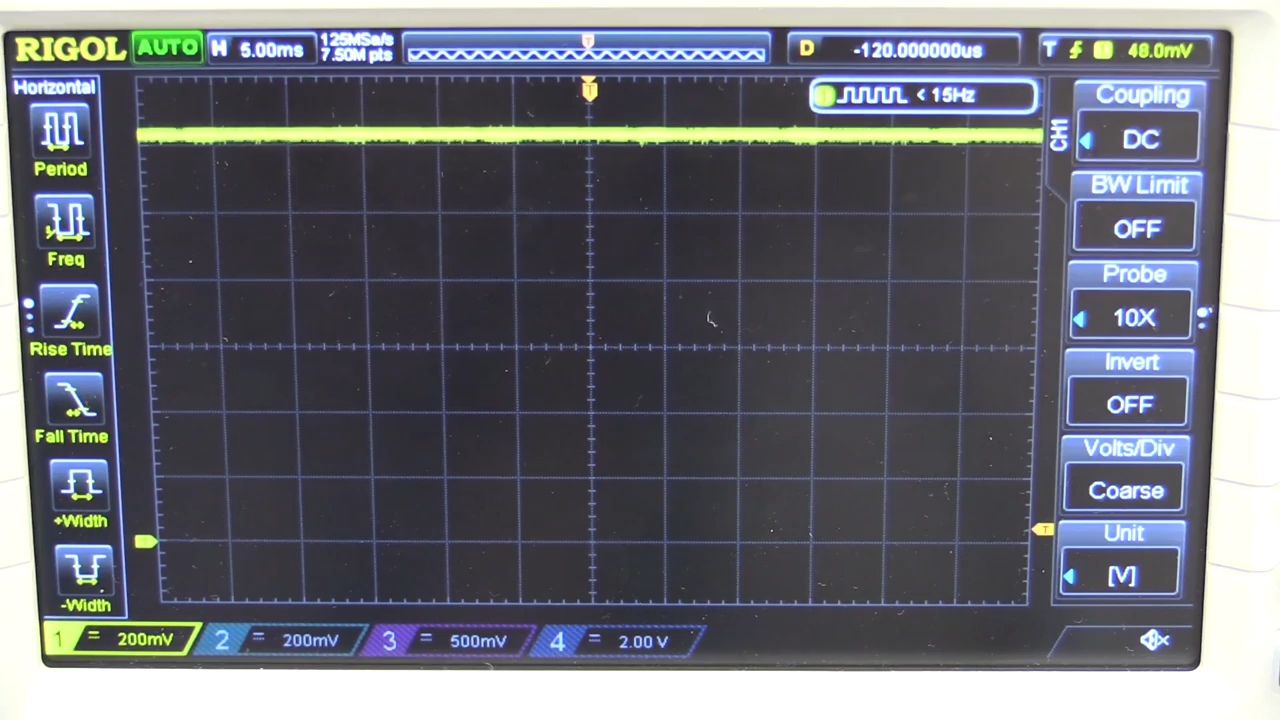 RIGOL AUTO H 5.00ms 125MSa/s 7.50M pts T D -120.000000us T 1 48.0mV
Horizontal
Period
Freq
Rise Time
Fall Time
+Width
-Width
T
< 15Hz
T
CH1
Coupling
DC
BW Limit
OFF
Probe
10X
Invert
OFF
Volts/Div
Coarse
Unit
[V]
1 = 200mV 2 = 200mV 3 = 500mV 4 = 2.00 V